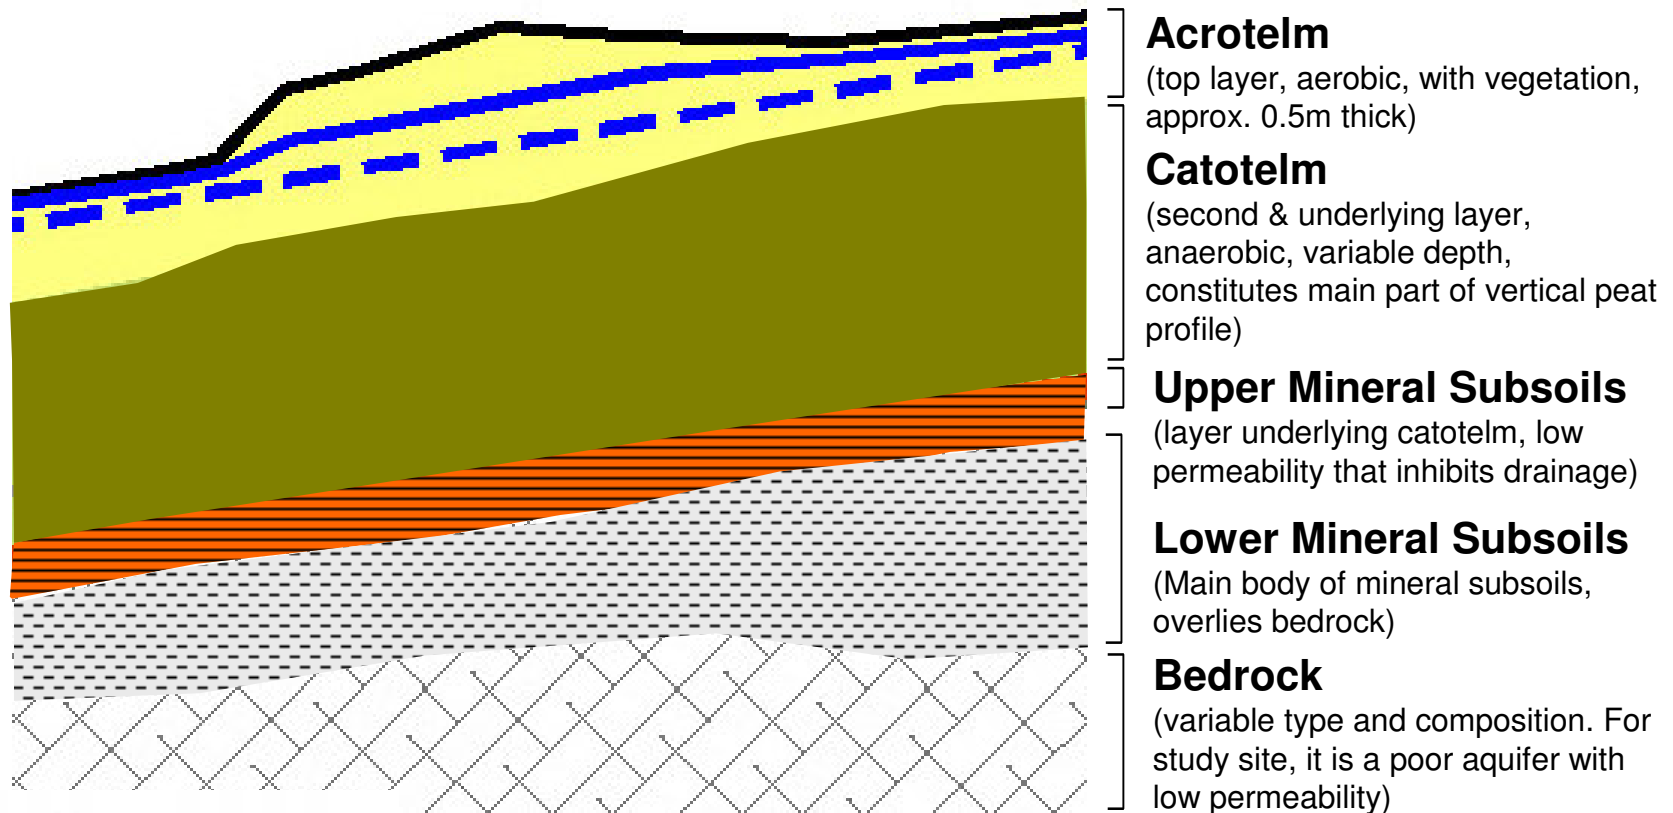 Acrotelm
(top layer, aerobic, with vegetation,
approx. 0.5m thick)
Catotelm
(second & underlying layer,
anaerobic, variable depth,
constitutes main part of vertical peat
profile)
Upper Mineral Subsoils
(layer underlying catotelm, low
permeability that inhibits drainage)
Lower Mineral Subsoils
(Main body of mineral subsoils,
overlies bedrock)
Bedrock
(variable type and composition. For
study site, it is a poor aquifer with
low permeability)